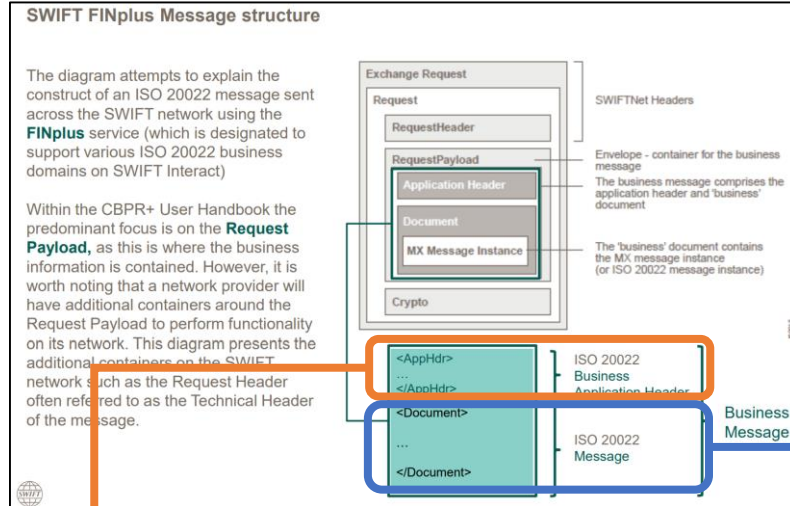 SWIFT FINplus Message structure
The diagram attempts to explain the
construct of an ISO 20022 message sent
across the SWIFT network using the
FINplus service (which is designated to
support various ISO 20022 business
domains on SWIFT Interact)
Within the CBPR+ User Handbook the
predominant focus is on the Request
Payload, as this is where the business
information is contained. However, it is
worth noting that a network provider will
have additional containers around the
Request Payload to perform functionality
on its network. This diagram presents the
additional containers on the SWIFT
network such as the Request Header
often referred to as the Technical Header
of the message.
SWIFT
Exchange Request
Request
RequestHeader
RequestPayload
Application Header
Document
MX Message Instance
Crypto
SWIFTNet Headers
Envelope - container for the business
message
The business message comprises the
application header and 'business'
document
The 'business' document contains
the MX message instance
(or ISO 20022 message instance)
<AppHdr>
...
</AppHdr>
<Document>
...
</Document>
ISO 20022
Business
Application Header
ISO 20022
Message
Business
Message